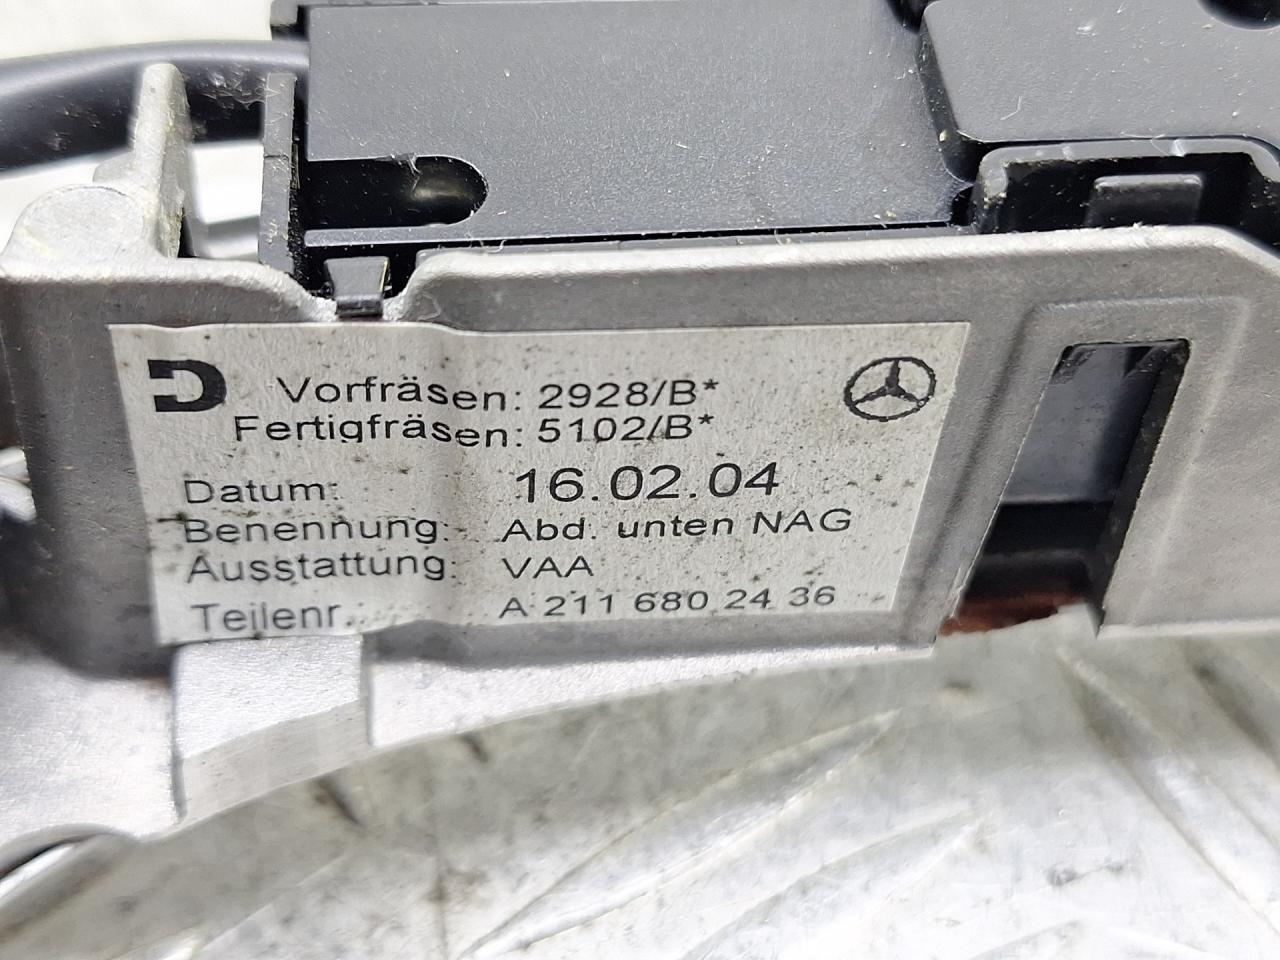 Vorfräsen: 2928/B*
Fertigfräsen: 5102/B*
Datum: 16.02.04
Benennung: Abd. unten NAG
Ausstattung: VAA
Teilenr.: A 211 680 24 36